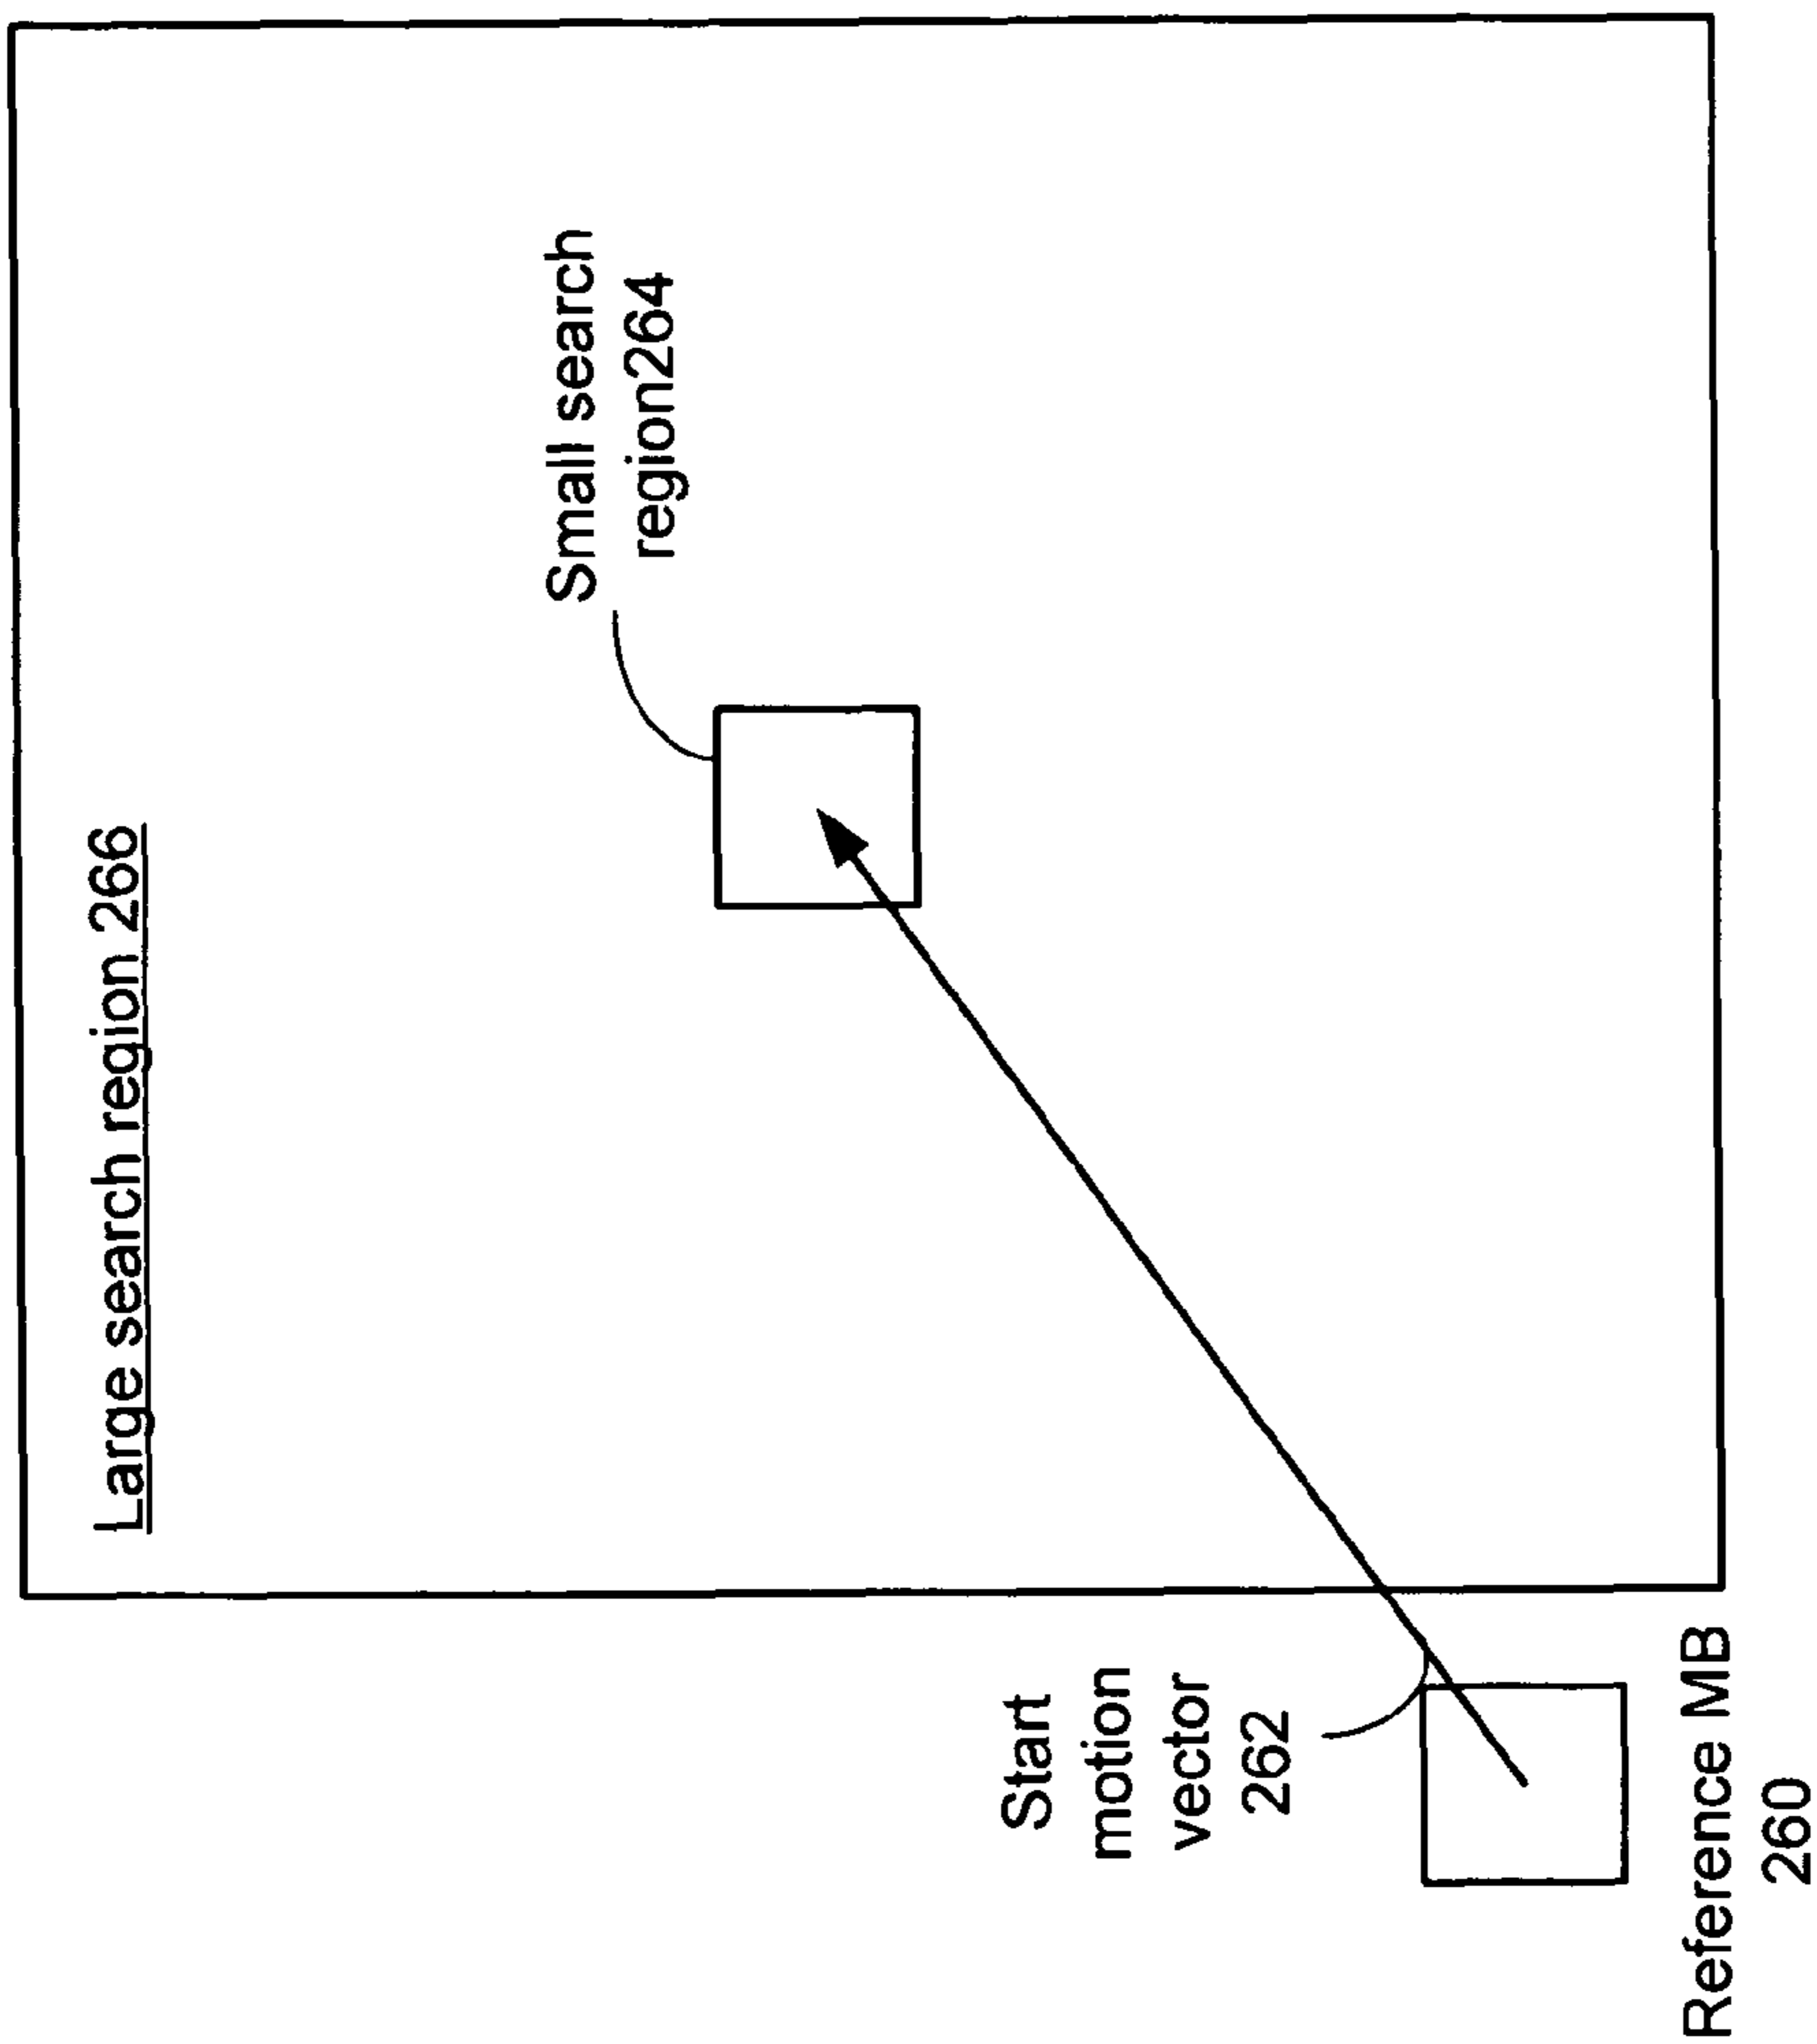 Large search region 266
Small search
region264
Start
motion
vector
262
Reference MB
260